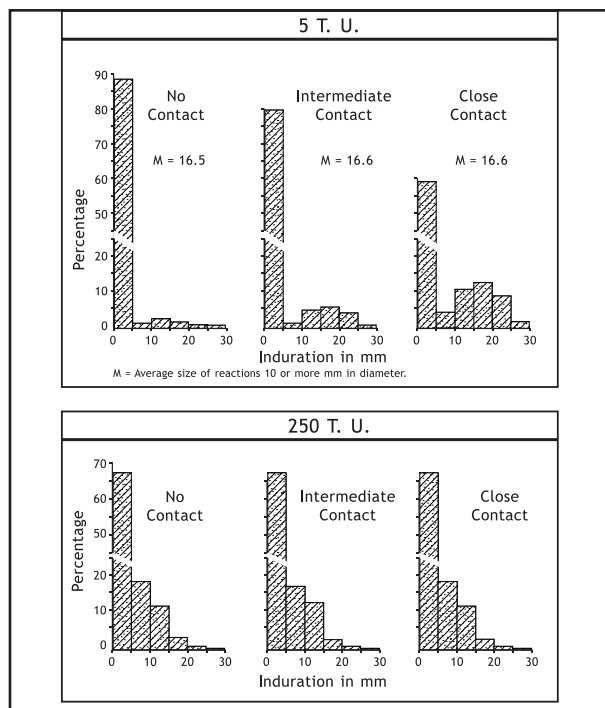 5 T. U.
90
80
70
60
50
20
10
0
Percentage
No
Contact
M = 16.5
Intermediate
Contact
M = 16.6
Close
Contact
M = 16.6
0 10 20 30
0 10 20 30
0 10 20 30
Induration in mm
M = Average size of reactions 10 or more mm in diameter.
250 T. U.
70
60
50
20
10
0
Percentage
No
Contact
Intermediate
Contact
Close
Contact
0 10 20 30
0 10 20 30
0 10 20 30
Induration in mm